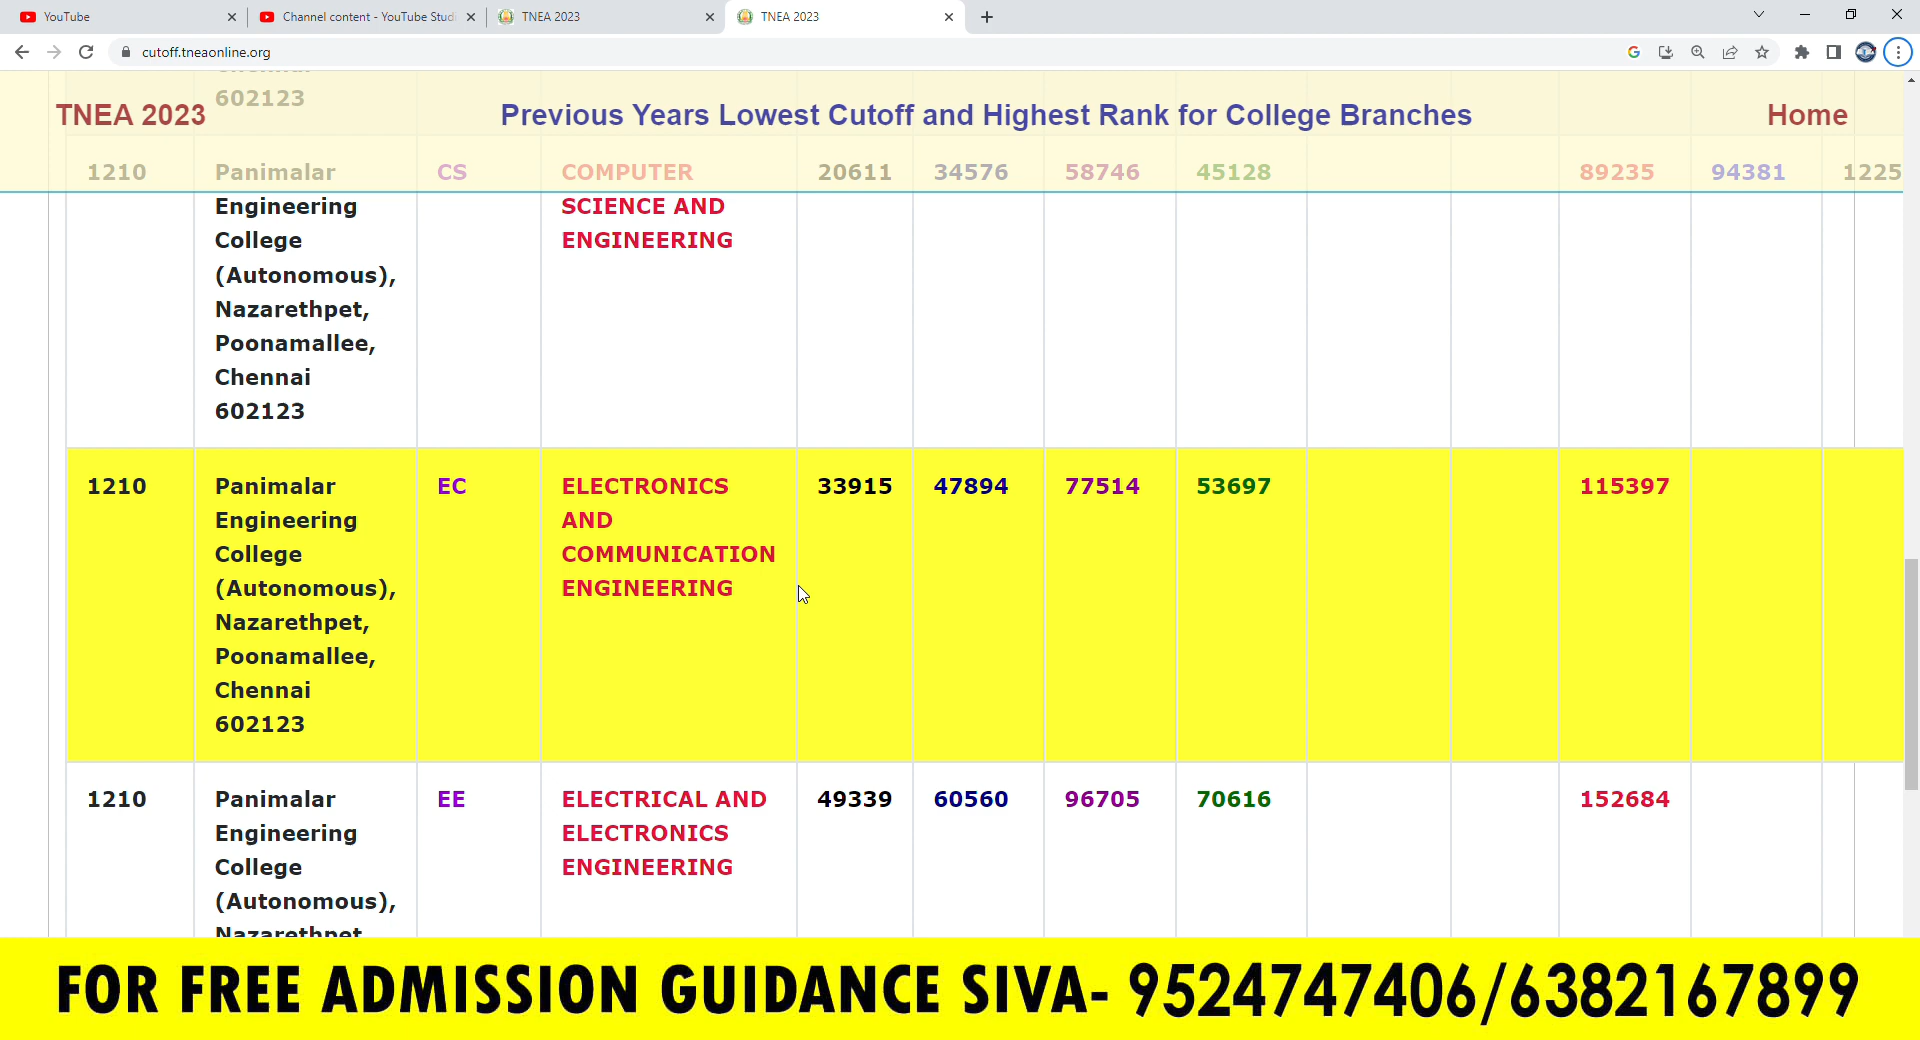 YouTube
Channel content - YouTube Stud
TNEA 2023
TNEA 2023
cutoff.tneaonline.org
602123
TNEA 2023
Previous Years Lowest Cutoff and Highest Rank for College Branches
Home
1210 Panimalar CS COMPUTER 20611 34576 58746 45128 89235 94381 1225
Engineering SCIENCE AND
College ENGINEERING
(Autonomous),
Nazarethpet,
Poonamallee,
Chennai
602123
1210 Panimalar EC ELECTRONICS 33915 47894 77514 53697 115397
Engineering AND
College COMMUNICATION
(Autonomous), ENGINEERING
Nazarethpet,
Poonamallee,
Chennai
602123
1210 Panimalar EE ELECTRICAL AND 49339 60560 96705 70616 152684
Engineering ELECTRONICS
College ENGINEERING
(Autonomous),
Nazarethpet
FOR FREE ADMISSION GUIDANCE SIVA- 9524747406/6382167899